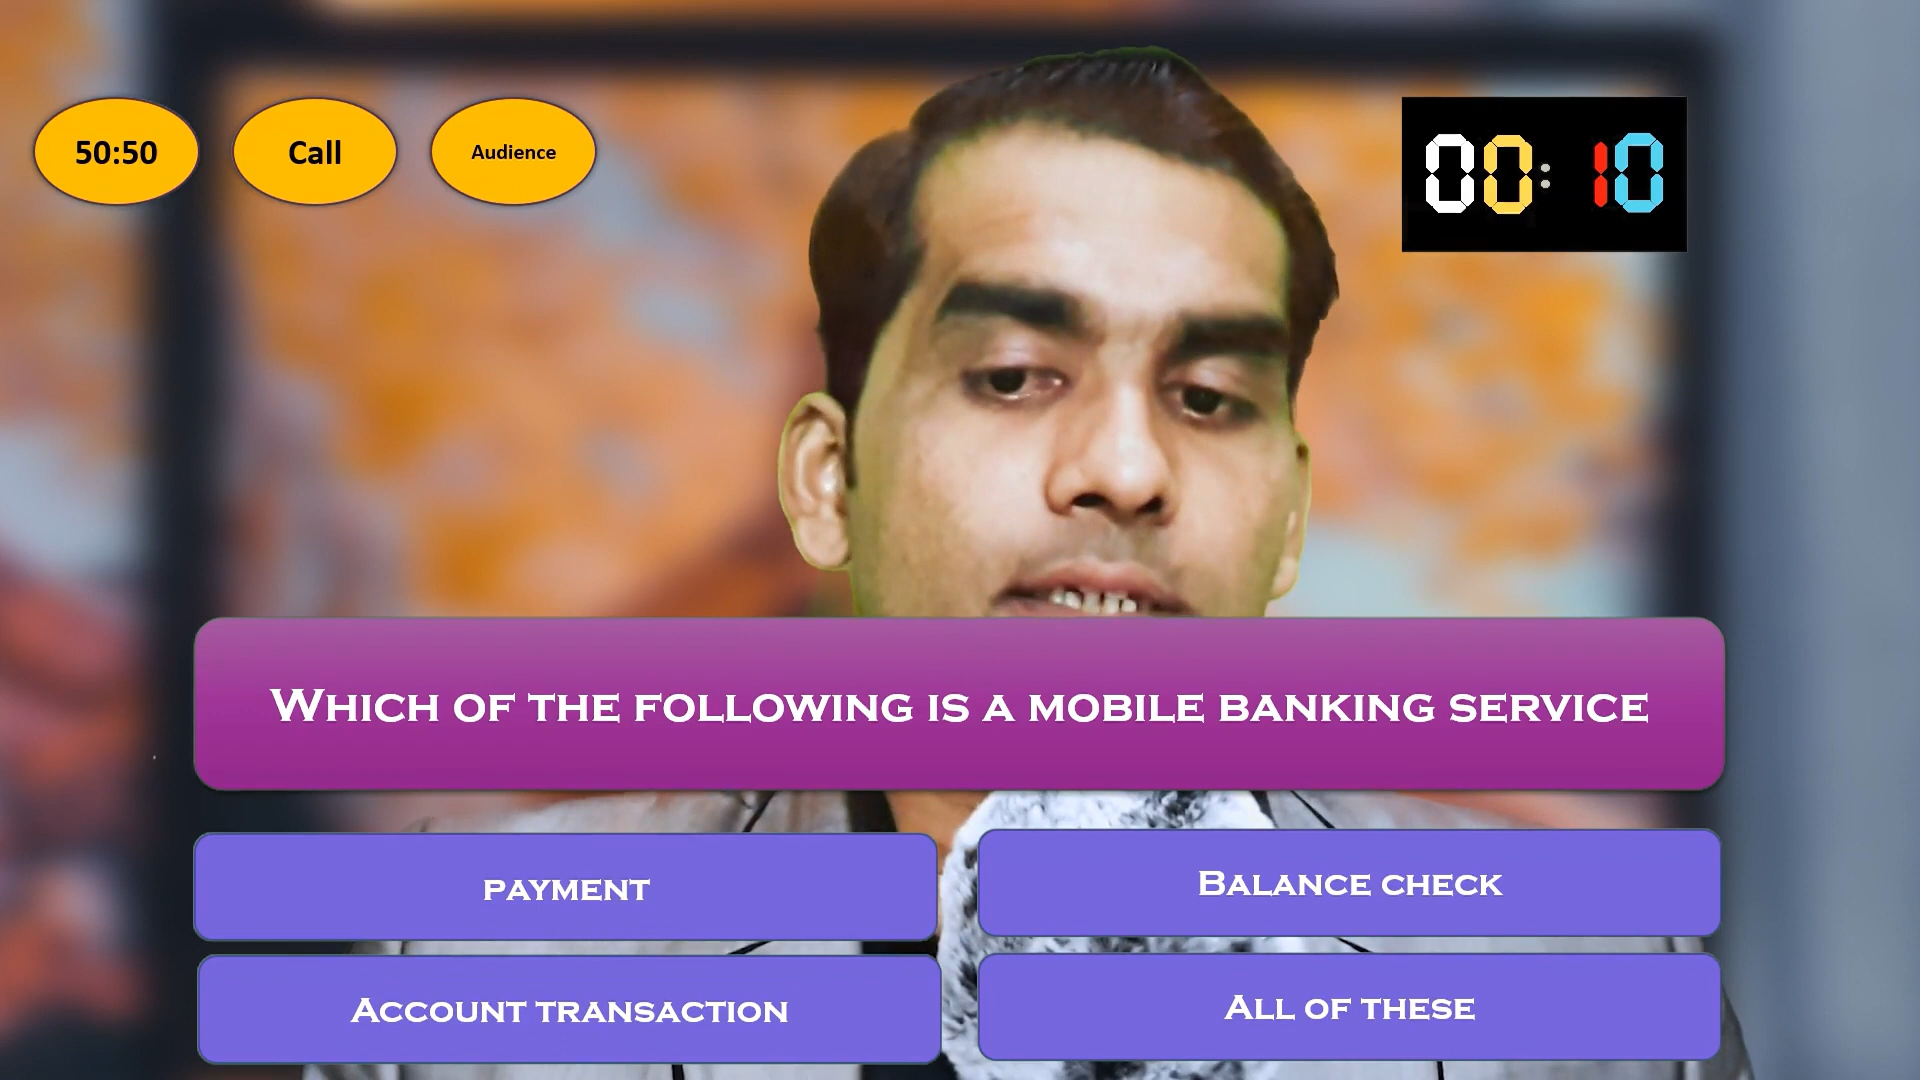 50:50
Call
Audience
00:10
Which of the following is a mobile banking service
payment
Balance check
Account transaction
All of these